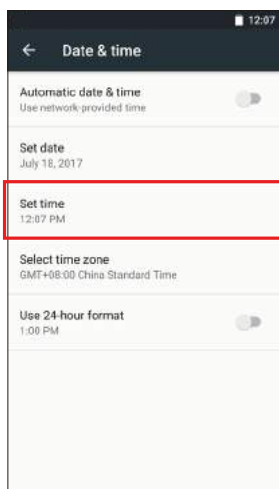 12:07
Date & time
Automatic date & time
Use network-provided time
Set date
July 18, 2017
Set time
12:07 PM
Select time zone
GMT+08:00 China Standard Time
Use 24-hour format
1:00 PM